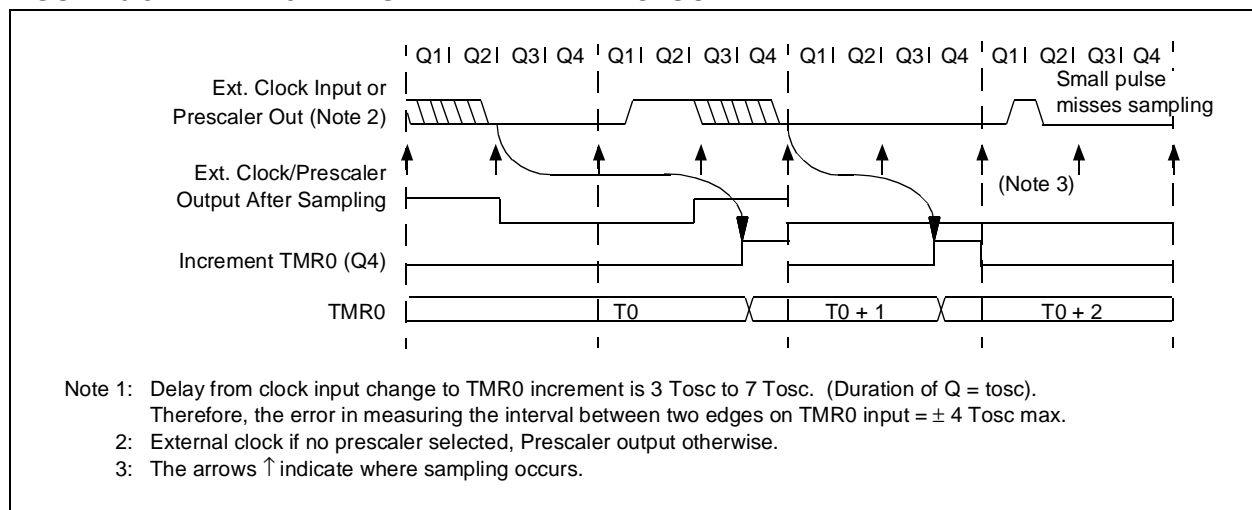 Q1| Q2| Q3| Q4 Q1| Q2| Q3| Q4 Q1| Q2| Q3| Q4 Q1| Q2| Q3| Q4
Ext. Clock Input or
Prescaler Out (Note 2)
Small pulse
misses sampling
Ext. Clock/Prescaler
Output After Sampling
(Note 3)
Increment TMR0 (Q4)
TMR0 T0 T0 + 1 T0 + 2
Note 1: Delay from clock input change to TMR0 increment is 3 Tosc to 7 Tosc. (Duration of Q = tosc).
Therefore, the error in measuring the interval between two edges on TMR0 input = ± 4 Tosc max.
2: External clock if no prescaler selected, Prescaler output otherwise.
3: The arrows ↑ indicate where sampling occurs.